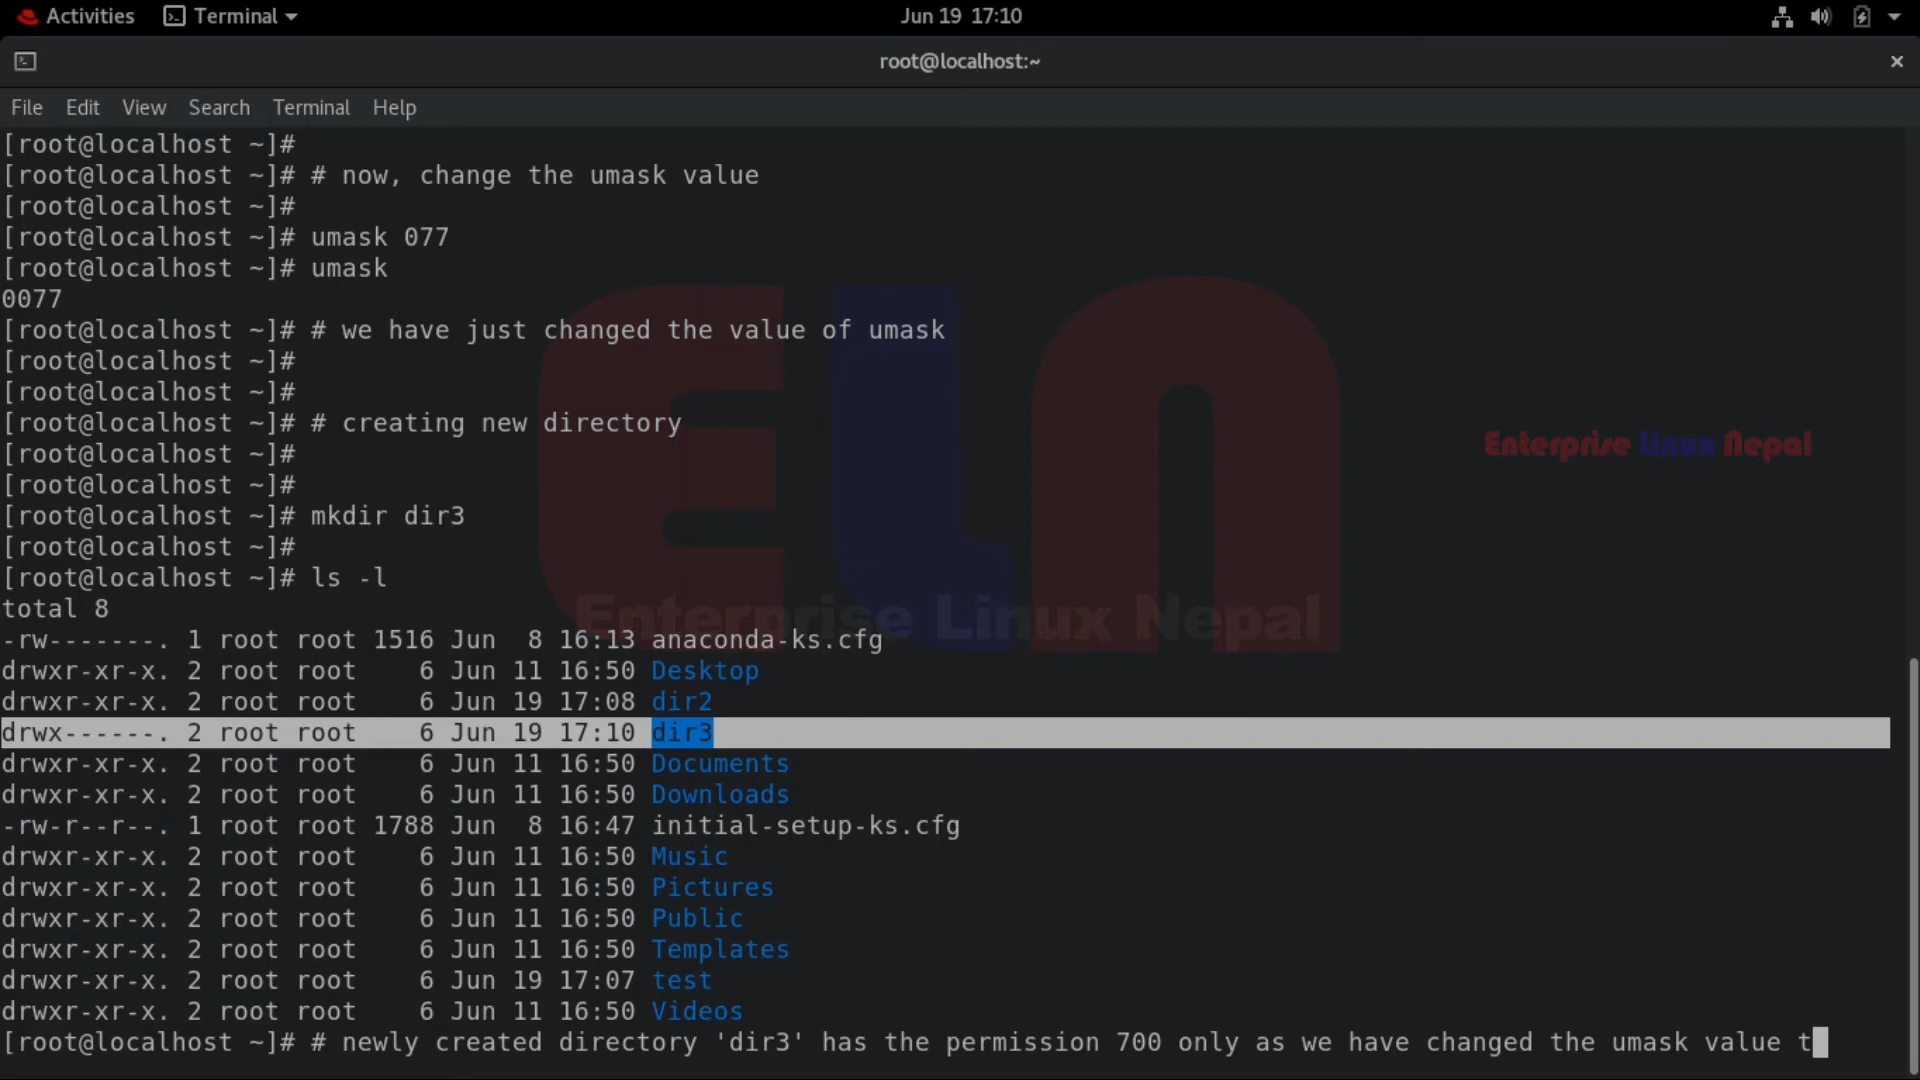 Activities Terminal Jun 19 17:10
root@localhost:~
File Edit View Search Terminal Help
[root@localhost ~]#
[root@localhost ~]# # now, change the umask value
[root@localhost ~]#
[root@localhost ~]# umask 077
[root@localhost ~]# umask
0077
[root@localhost ~]# # we have just changed the value of umask
[root@localhost ~]#
[root@localhost ~]#
[root@localhost ~]# # creating new directory
[root@localhost ~]#
[root@localhost ~]#
[root@localhost ~]# mkdir dir3
[root@localhost ~]#
[root@localhost ~]# ls -l
total 8
-rw-------. 1 root root 1516 Jun  8 16:13 anaconda-ks.cfg
drwxr-xr-x. 2 root root    6 Jun 11 16:50 Desktop
drwxr-xr-x. 2 root root    6 Jun 19 17:08 dir2
drwx------. 2 root root    6 Jun 19 17:10 dir3
drwxr-xr-x. 2 root root    6 Jun 11 16:50 Documents
drwxr-xr-x. 2 root root    6 Jun 11 16:50 Downloads
-rw-r--r--. 1 root root 1788 Jun  8 16:47 initial-setup-ks.cfg
drwxr-xr-x. 2 root root    6 Jun 11 16:50 Music
drwxr-xr-x. 2 root root    6 Jun 11 16:50 Pictures
drwxr-xr-x. 2 root root    6 Jun 11 16:50 Public
drwxr-xr-x. 2 root root    6 Jun 11 16:50 Templates
drwxr-xr-x. 2 root root    6 Jun 19 17:07 test
drwxr-xr-x. 2 root root    6 Jun 11 16:50 Videos
[root@localhost ~]# # newly created directory 'dir3' has the permission 700 only as we have changed the umask value t
ELN
Enterprise Linux Nepal
Enterprise Linux Nepal